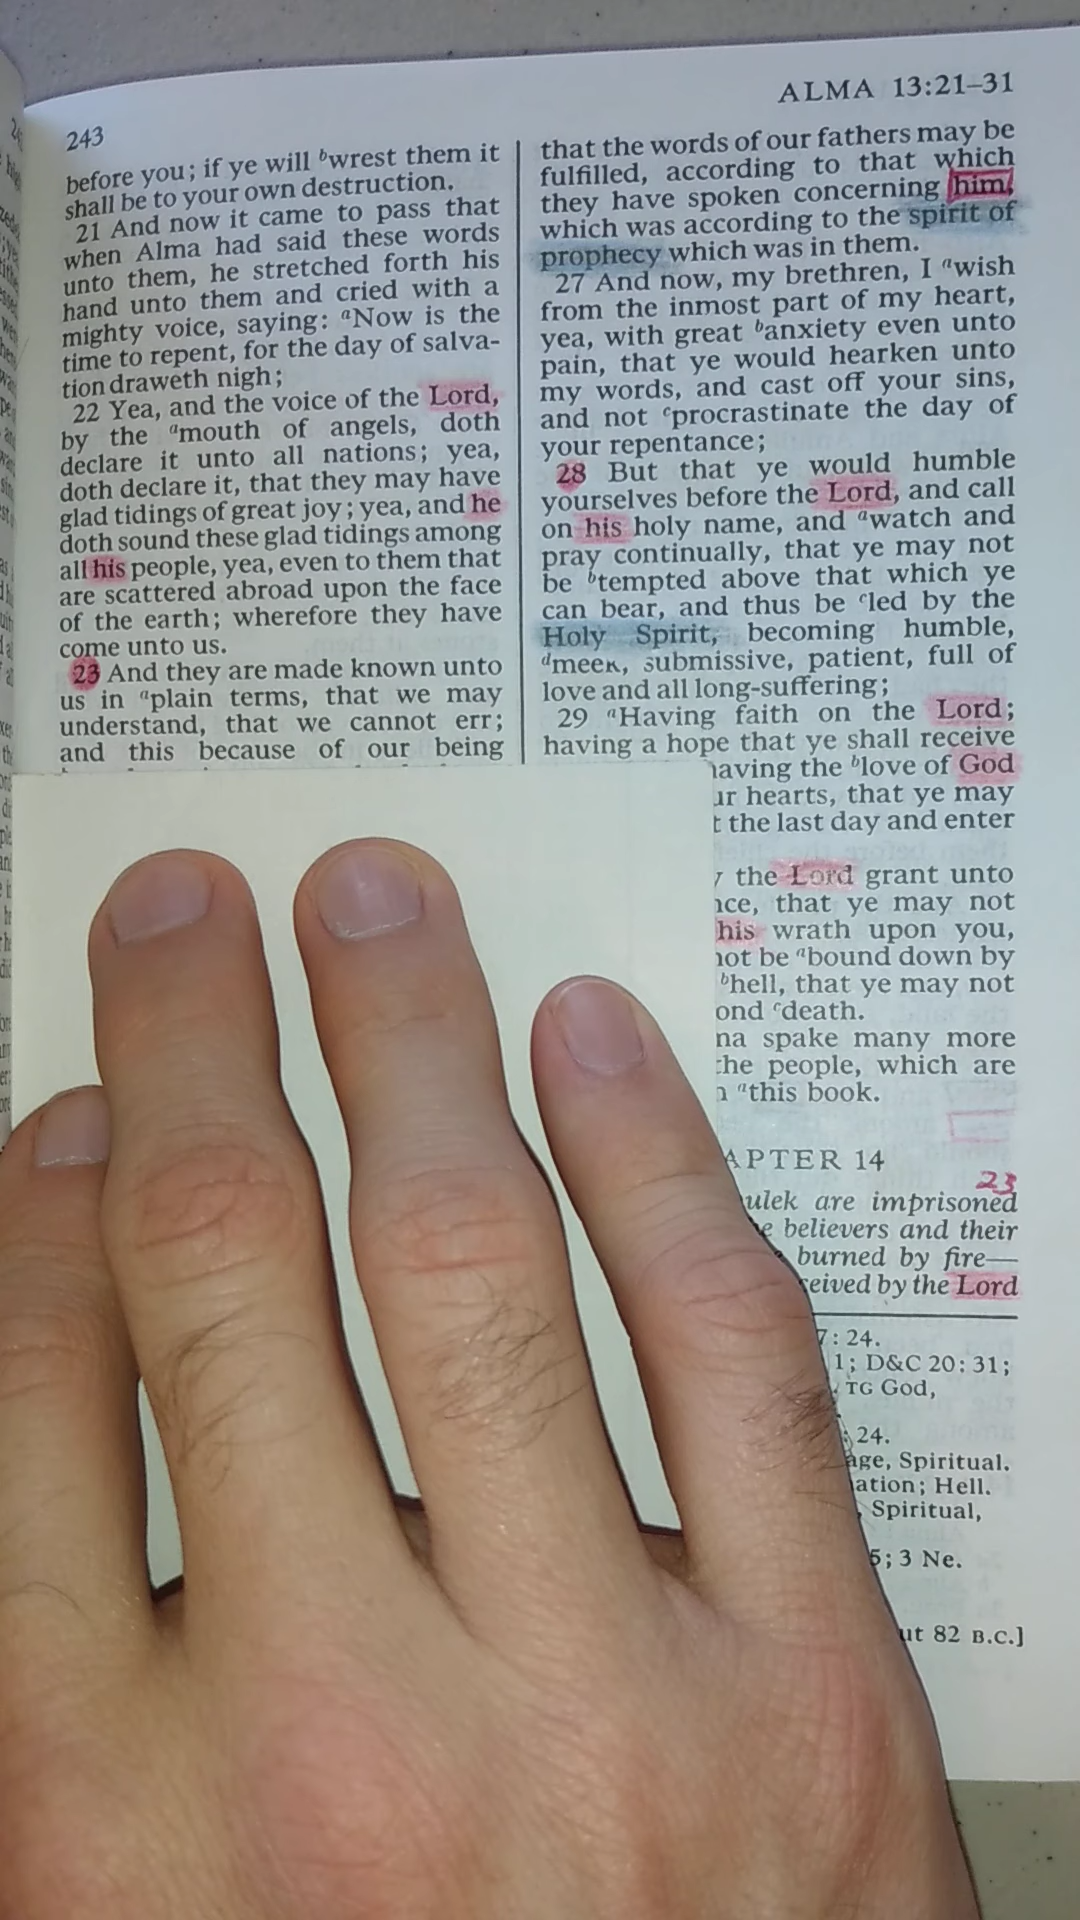 243
ALMA 13:21–31
before you; if ye will bwrest them it
shall be to your own destruction.
21 And now it came to pass that
when Alma had said these words
unto them, he stretched forth his
hand unto them and cried with a
mighty voice, saying: aNow is the
time to repent, for the day of salva-
tion draweth nigh;
22 Yea, and the voice of the Lord,
by the amouth of angels, doth
declare it unto all nations; yea,
doth declare it, that they may have
glad tidings of great joy; yea, and he
doth sound these glad tidings among
all his people, yea, even to them that
are scattered abroad upon the face
of the earth; wherefore they have
come unto us.
23 And they are made known unto
us in aplain terms, that we may
understand, that we cannot err;
and this because of our being
that the words of our fathers may be
fulfilled, according to that which
they have spoken concerning him,
which was according to the spirit of
prophecy which was in them.
27 And now, my brethren, I awish
from the inmost part of my heart,
yea, with great banxiety even unto
pain, that ye would hearken unto
my words, and cast off your sins,
and not cprocrastinate the day of
your repentance;
28 But that ye would humble
yourselves before the Lord, and call
on his holy name, and awatch and
pray continually, that ye may not
be btempted above that which ye
can bear, and thus be cled by the
Holy Spirit, becoming humble,
dmeek, submissive, patient, full of
love and all long-suffering;
29 aHaving faith on the Lord;
having a hope that ye shall receive
the blove of God
hearts, that ye may
the last day and enter
the Lord grant unto
that ye may not
his wrath upon you,
be abound down by
bhell, that ye may not
cdeath.
spake many more
people, which are
athis book.
14
23
are imprisoned
believers and their
burned by fire—
by the Lord
24.
1; D&C 20: 31;
TG God,
24.
Spiritual.
Hell.
Spiritual,
5; 3 Ne.
82 B.C.]